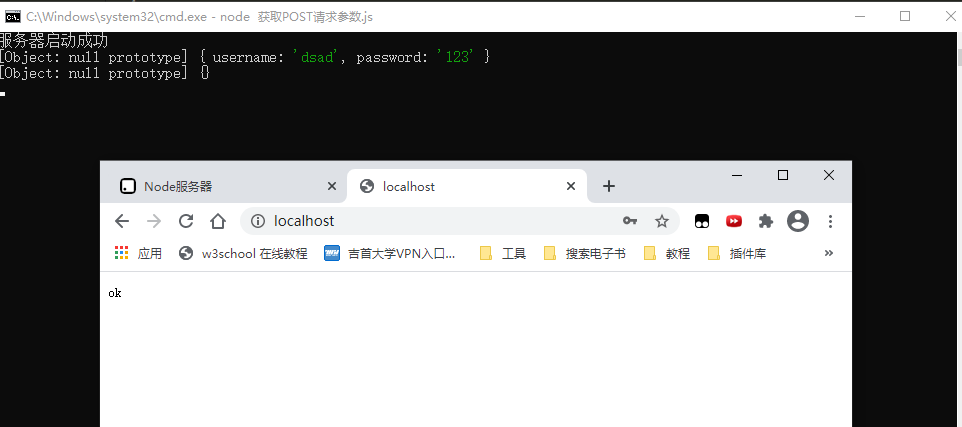 C:\Windows\system32\cmd.exe - node 获取POST请求参数.js
服务器启动成功
[Object: null prototype] { username: 'dsad', password: '123' }
[Object: null prototype] {}
Node服务器
localhost
localhost
应用 w3school 在线教程 吉首大学VPN入口... 工具 搜索电子书 教程 插件库 »
ok